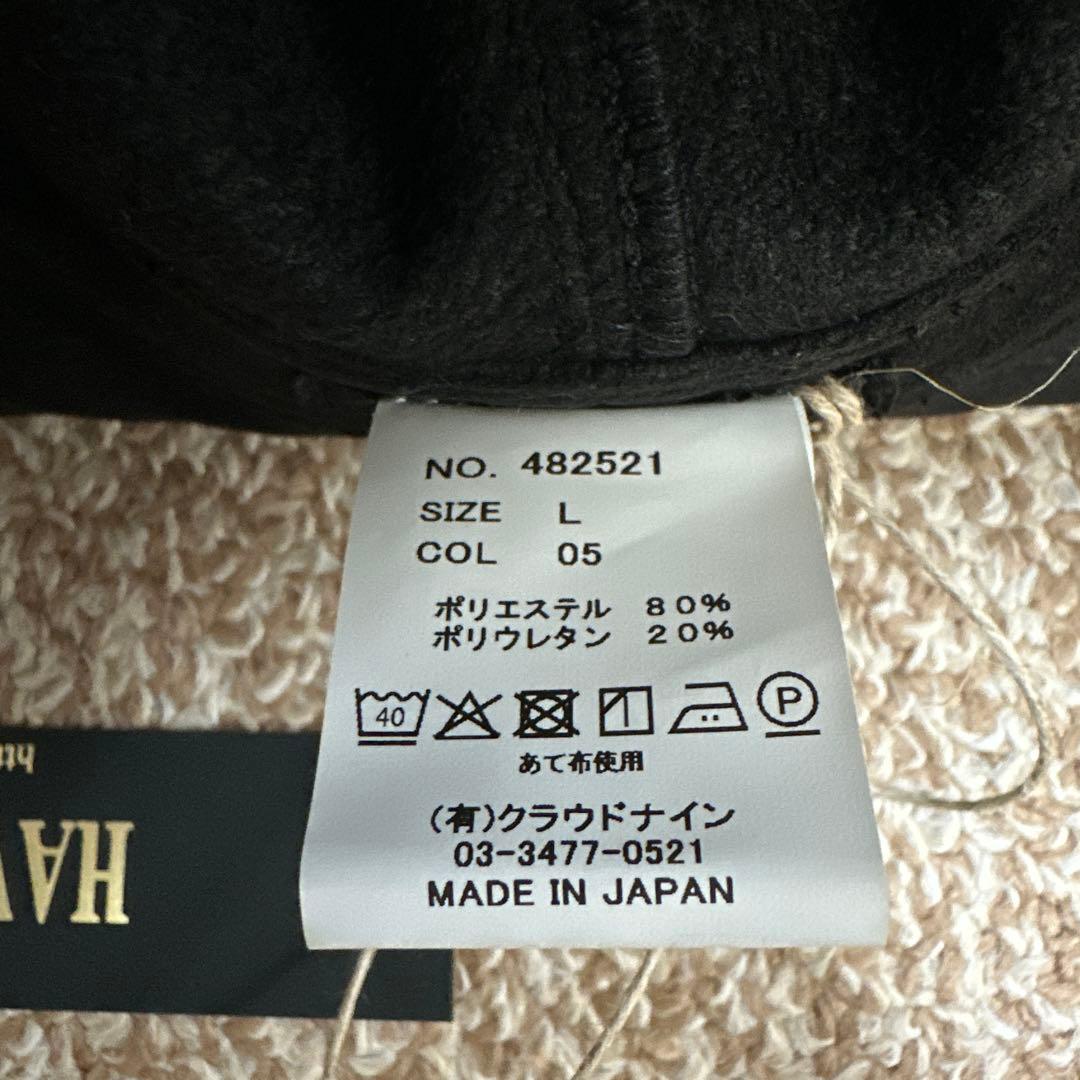 NO. 482521
SIZE L
COL 05
ポリエステル 80%
ポリウレタン 20%
40
P
あて布使用
(有)クラウドナイン
03-3477-0521
MADE IN JAPAN